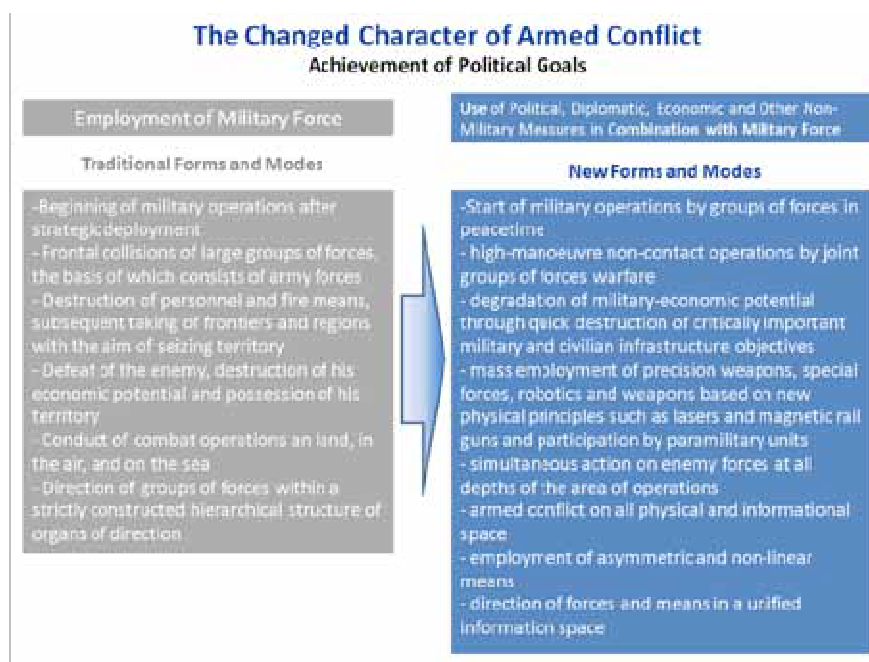 The Changed Character of Armed Conflict
Achievement of Political Goals
Employment of Military Force
Traditional Forms and Modes
-Beginning of military operations after
strategic deployment
- Frontal collisions of large groups of forces,
the basis of which consists of army forces
- Destruction of personnel and fire means,
subsequent taking of frontiers and regions
with the aim of seizing territory
- Defeat of the enemy, destruction of his
economic potential and possession of his
territory
- Conduct of combat operations an land, in
the air, and on the sea
- Direction of groups of forces within a
strictly constructed hierarchical structure of
organs of direction
Use of Political, Diplomatic, Economic and Other Non-
Military Measures in Combination with Military Force
New Forms and Modes
-Start of military operations by groups of forces in
peacetime
- high-manoeuvre non-contact operations by joint
groups of forces warfare
- degradation of military-economic potential
through quick destruction of critically important
military and civilian infrastructure objectives
- mass employment of precision weapons, special
forces, robotics and weapons based on new
physical principles such as lasers and magnetic rail
guns and participation by paramilitary units
- simultaneous action on enemy forces at all
depths of the area of operations
- armed conflict on all physical and informational
space
- employment of asymmetric and non-linear
means
- direction of forces and means in a unified
information space